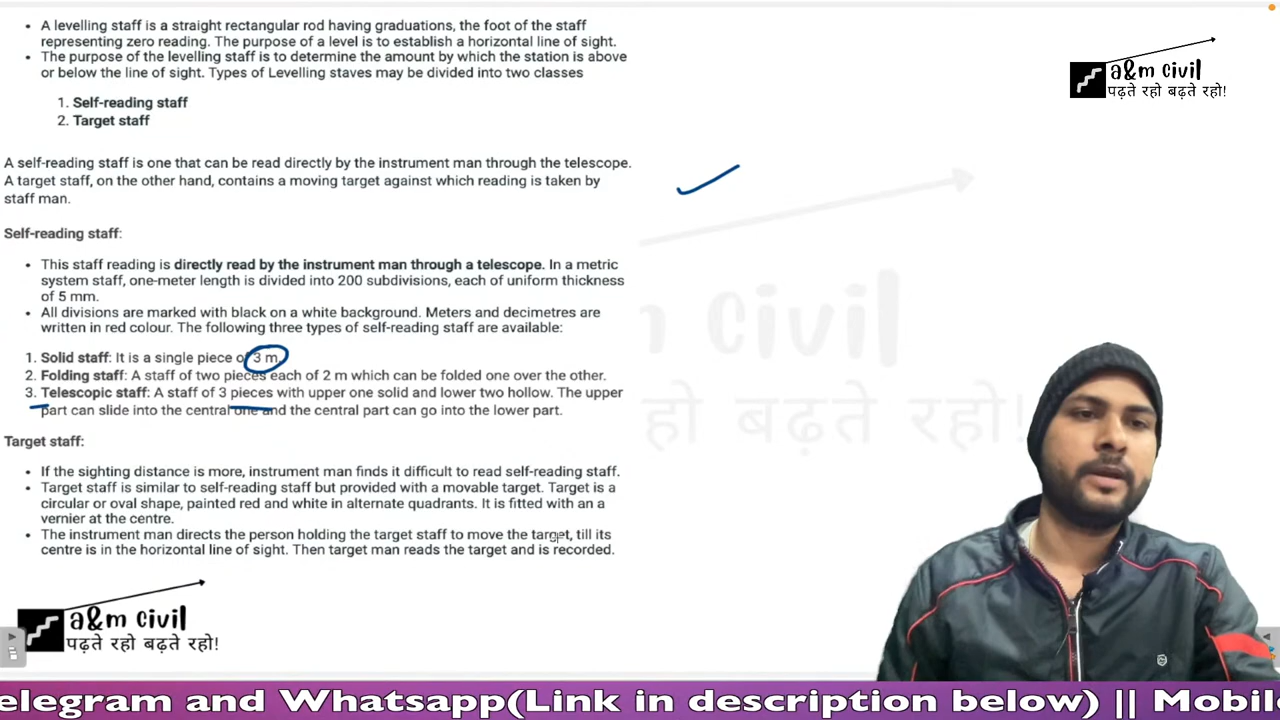 • A levelling staff is a straight rectangular rod having graduations, the foot of the staff
representing zero reading. The purpose of a level is to establish a horizontal line of sight.
• The purpose of the levelling staff is to determine the amount by which the station is above
or below the line of sight. Types of Levelling staves may be divided into two classes
1. Self-reading staff
2. Target staff
a&m civil
पढ़ते रहो बढ़ते रहो!
A self-reading staff is one that can be read directly by the instrument man through the telescope.
A target staff, on the other hand, contains a moving target against which reading is taken by
staff man.
Self-reading staff:
• This staff reading is directly read by the instrument man through a telescope. In a metric
system staff, one-meter length is divided into 200 subdivisions, each of uniform thickness
of 5 mm.
• All divisions are marked with black on a white background. Meters and decimetres are
written in red colour. The following three types of self-reading staff are available:
1. Solid staff: It is a single piece of 3 m.
2. Folding staff: A staff of two pieces each of 2 m which can be folded one over the other.
3. Telescopic staff: A staff of 3 pieces with upper one solid and lower two hollow. The upper
part can slide into the central one and the central part can go into the lower part.
m civil
हो बढ़ते रहो!
Target staff:
• If the sighting distance is more, instrument man finds it difficult to read self-reading staff.
• Target staff is similar to self-reading staff but provided with a movable target. Target is a
circular or oval shape, painted red and white in alternate quadrants. It is fitted with an a
vernier at the centre.
• The instrument man directs the person holding the target staff to move the target, till its
centre is in the horizontal line of sight. Then target man reads the target and is recorded.
a&m civil
पढ़ते रहो बढ़ते रहो!
elegram and Whatsapp(Link in description below) || Mobil